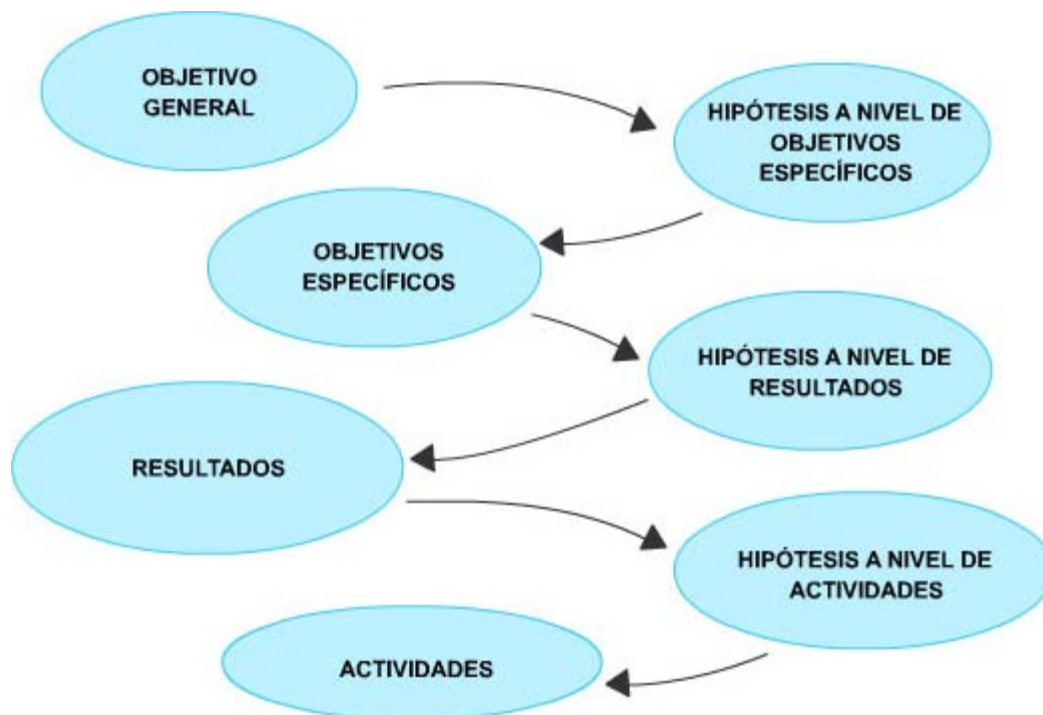 OBJETIVO
GENERAL
HIPÓTESIS A NIVEL DE
OBJETIVOS
ESPECÍFICOS
OBJETIVOS
ESPECÍFICOS
HIPÓTESIS A NIVEL DE
RESULTADOS
RESULTADOS
HIPÓTESIS A NIVEL DE
ACTIVIDADES
ACTIVIDADES